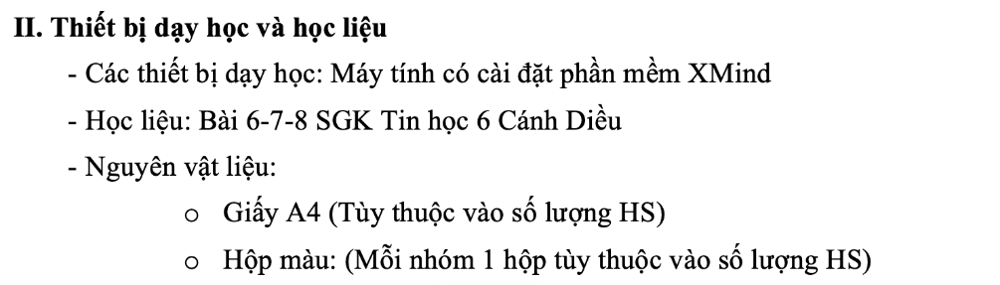 II. Thiết bị dạy học và học liệu
- Các thiết bị dạy học: Máy tính có cài đặt phần mềm XMind
- Học liệu: Bài 6-7-8 SGK Tin học 6 Cánh Diều
- Nguyên vật liệu:
o Giấy A4 (Tùy thuộc vào số lượng HS)
o Hộp màu: (Mỗi nhóm 1 hộp tùy thuộc vào số lượng HS)